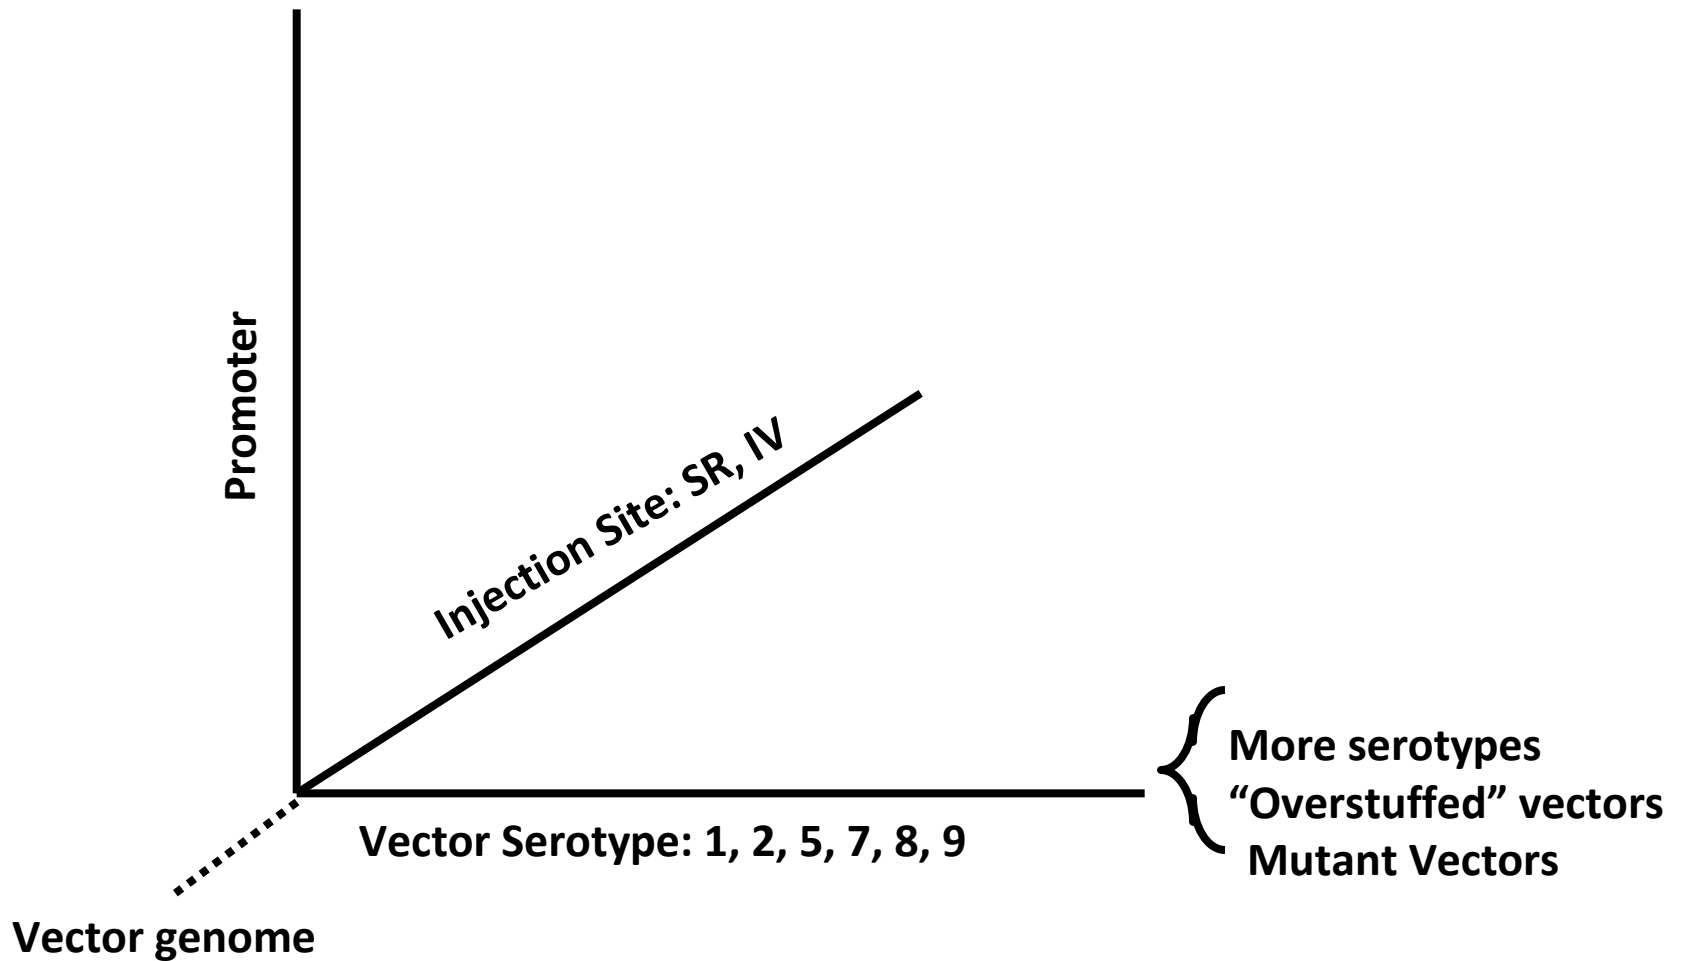 Promoter
Injection Site: SR, IV
More serotypes
“Overstuffed” vectors
Mutant Vectors
Vector Serotype: 1, 2, 5, 7, 8, 9
Vector genome